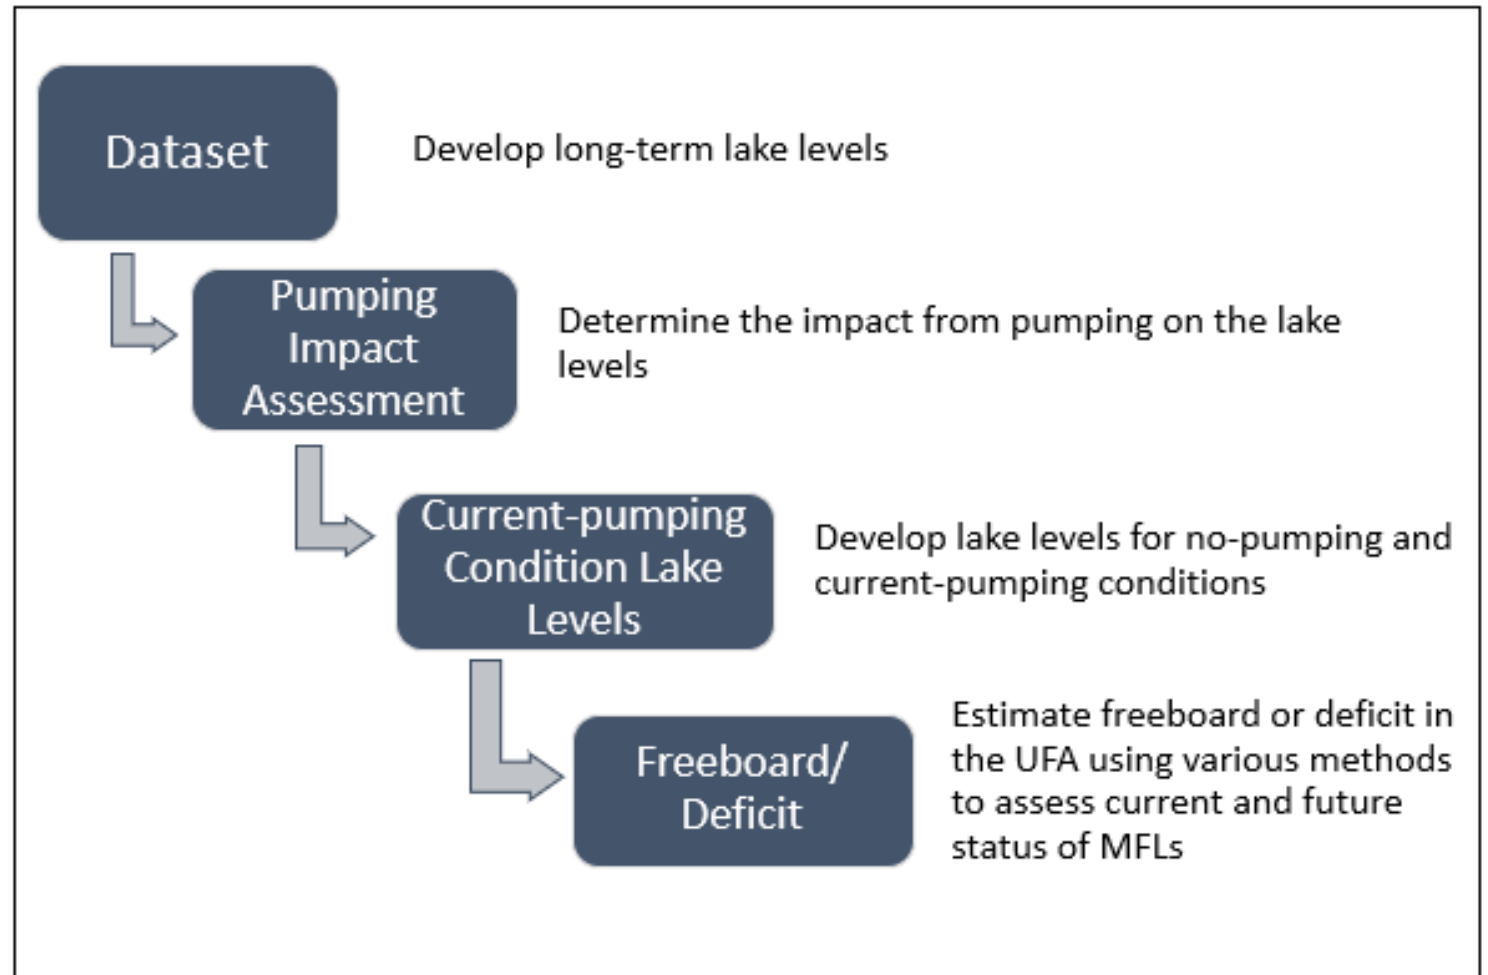 Dataset
Develop long-term lake levels
Pumping
Impact
Assessment
Determine the impact from pumping on the lake
levels
Current-pumping
Condition Lake
Levels
Develop lake levels for no-pumping and
current-pumping conditions
Freeboard/
Deficit
Estimate freeboard or deficit in
the UFA using various methods
to assess current and future
status of MFLs